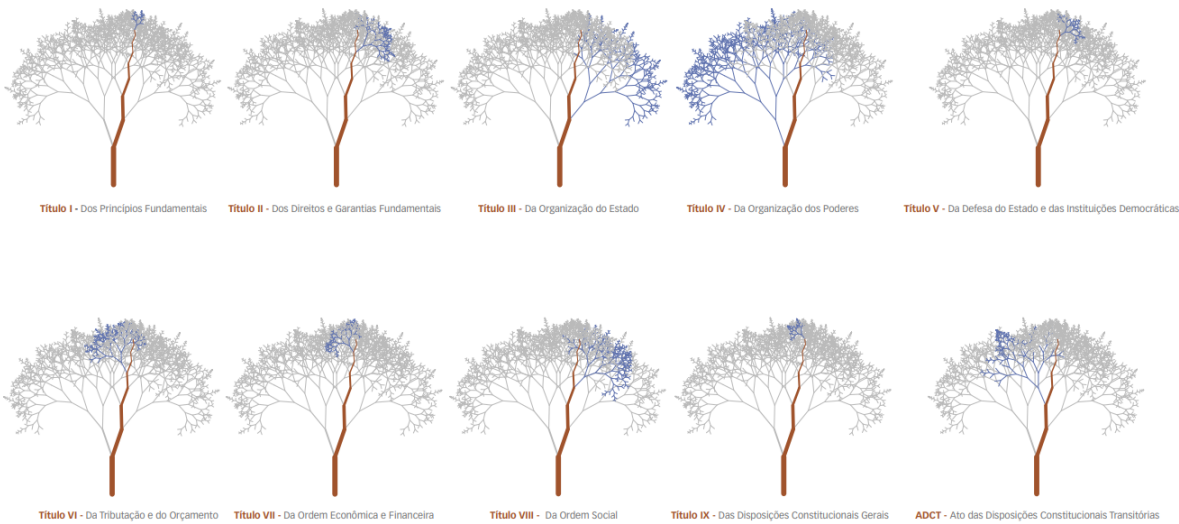 Título I - Dos Princípios Fundamentais
Título II - Dos Direitos e Garantias Fundamentais
Título III - Da Organização do Estado
Título IV - Da Organização dos Poderes
Título V - Da Defesa do Estado e das Instituições Democráticas
Título VI - Da Tributação e do Orçamento
Título VII - Da Ordem Econômica e Financeira
Título VIII - Da Ordem Social
Título IX - Das Disposições Constitucionais Gerais
ADCT - Ato das Disposições Constitucionais Transitórias